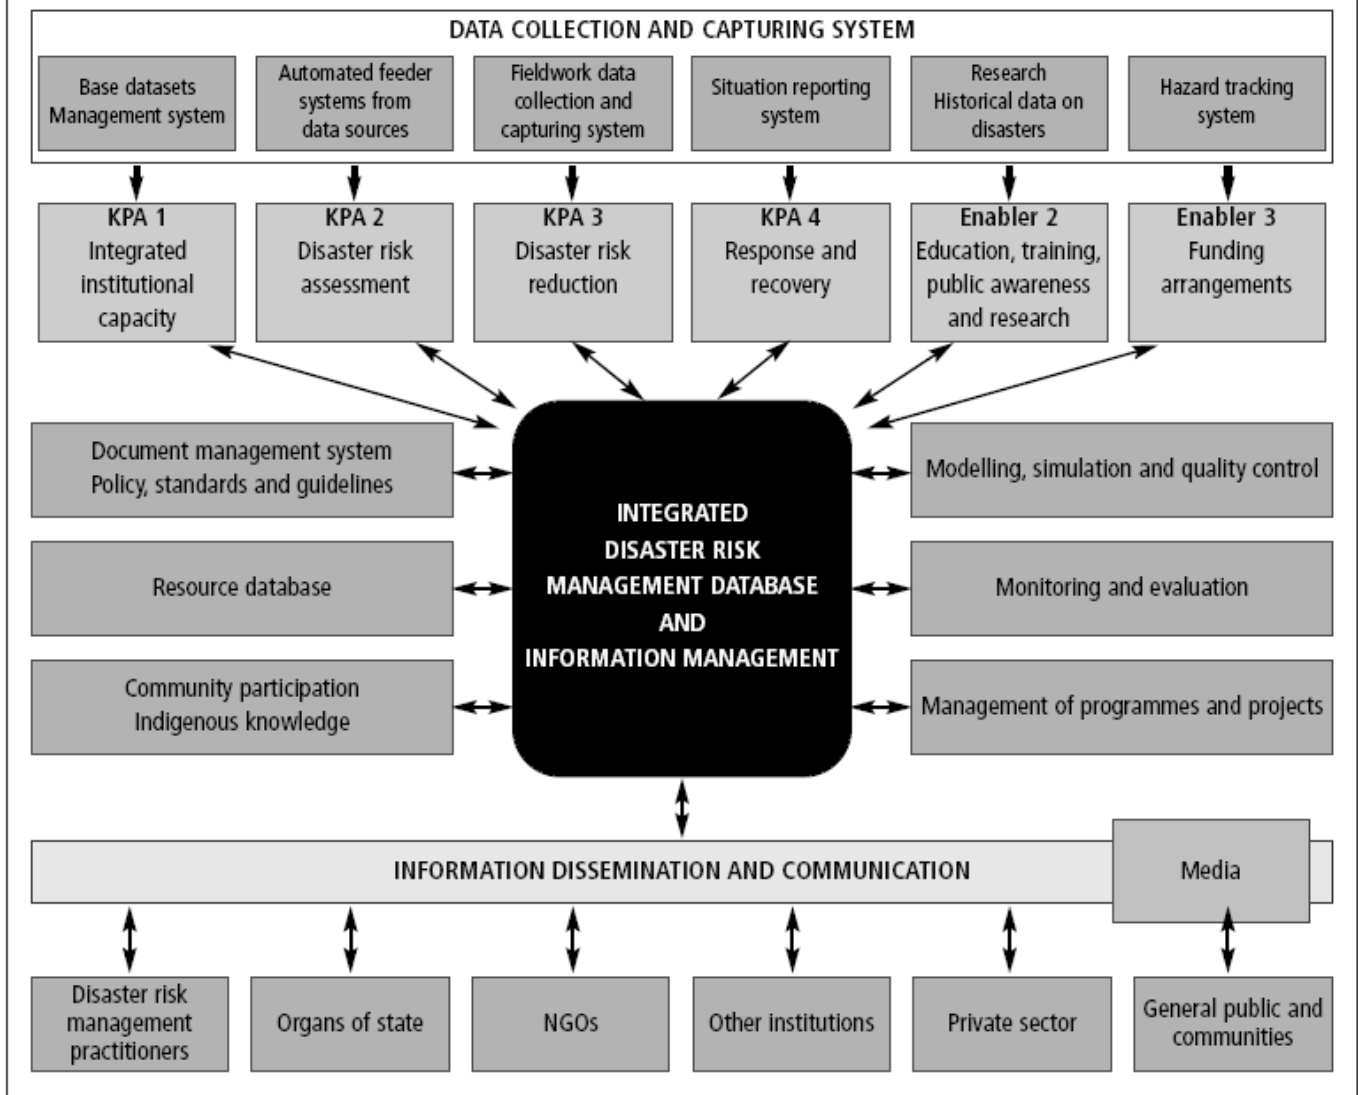 DATA COLLECTION AND CAPTURING SYSTEM
Base datasets
Management system
Automated feeder
systems from
data sources
Fieldwork data
collection and
capturing system
Situation reporting
system
Research
Historical data on
disasters
Hazard tracking
system
KPA 1
Integrated
institutional
capacity
KPA 2
Disaster risk
assessment
KPA 3
Disaster risk
reduction
KPA 4
Response and
recovery
Enabler 2
Education, training,
public awareness
and research
Enabler 3
Funding
arrangements
Document management system
Policy, standards and guidelines
Resource database
Community participation
Indigenous knowledge
INTEGRATED
DISASTER RISK
MANAGEMENT DATABASE
AND
INFORMATION MANAGEMENT
Modelling, simulation and quality control
Monitoring and evaluation
Management of programmes and projects
INFORMATION DISSEMINATION AND COMMUNICATION
Media
Disaster risk
management
practitioners
Organs of state
NGOs
Other institutions
Private sector
General public and
communities